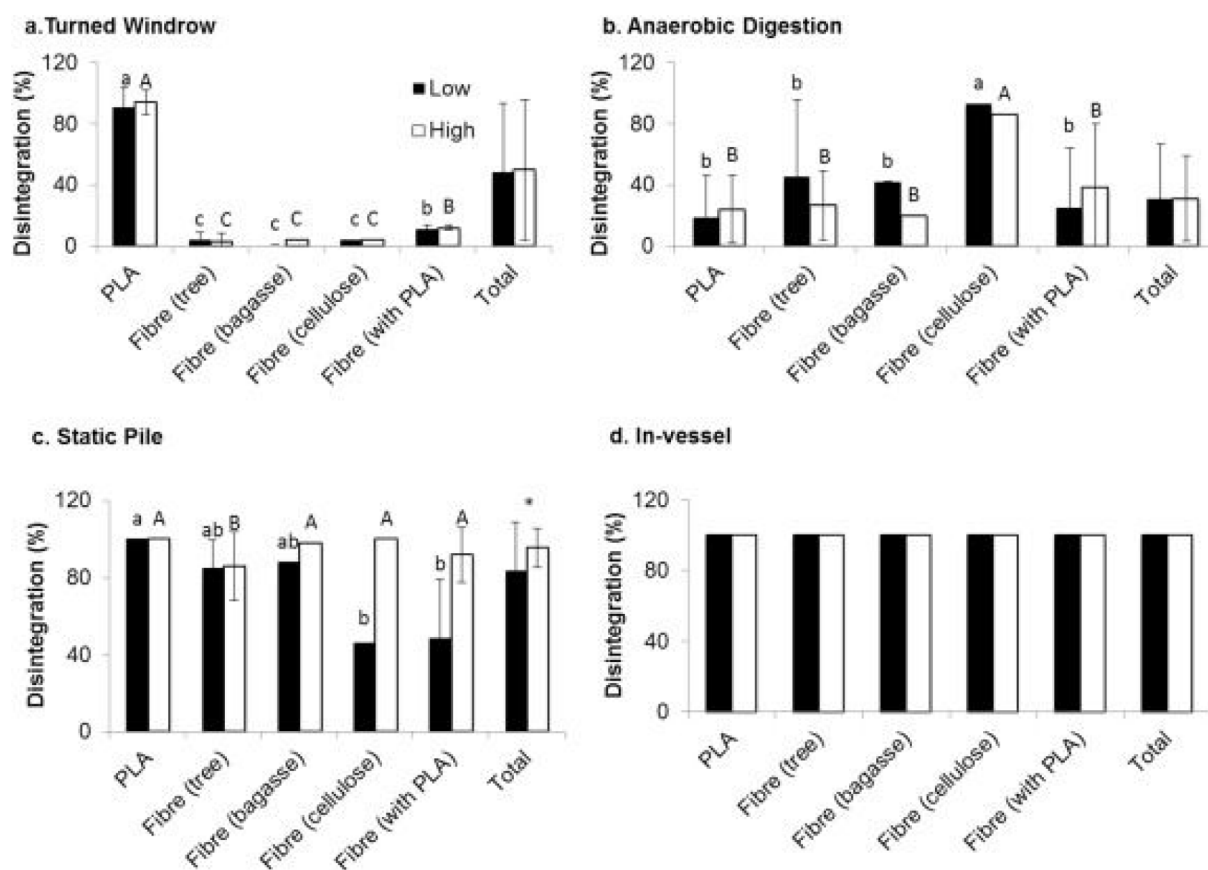 a.Turned Windrow
Disintegration (%)
120
80
40
0
a A
c C
c C
c C
b B
Low
High
PLA
Fibre (tree)
Fibre (bagasse)
Fibre (cellulose)
Fibre (with PLA)
Total
b. Anaerobic Digestion
Disintegration (%)
120
80
40
0
b B
b B
b B
a A
b B
PLA
Fibre (tree)
Fibre (bagasse)
Fibre (cellulose)
Fibre (with PLA)
Total
c. Static Pile
Disintegration (%)
120
80
40
0
a A
ab B
ab A
b A
b A
*
PLA
Fibre (tree)
Fibre (bagasse)
Fibre (cellulose)
Fibre (with PLA)
Total
d. In-vessel
Disintegration (%)
120
80
40
0
PLA
Fibre (tree)
Fibre (bagasse)
Fibre (cellulose)
Fibre (with PLA)
Total